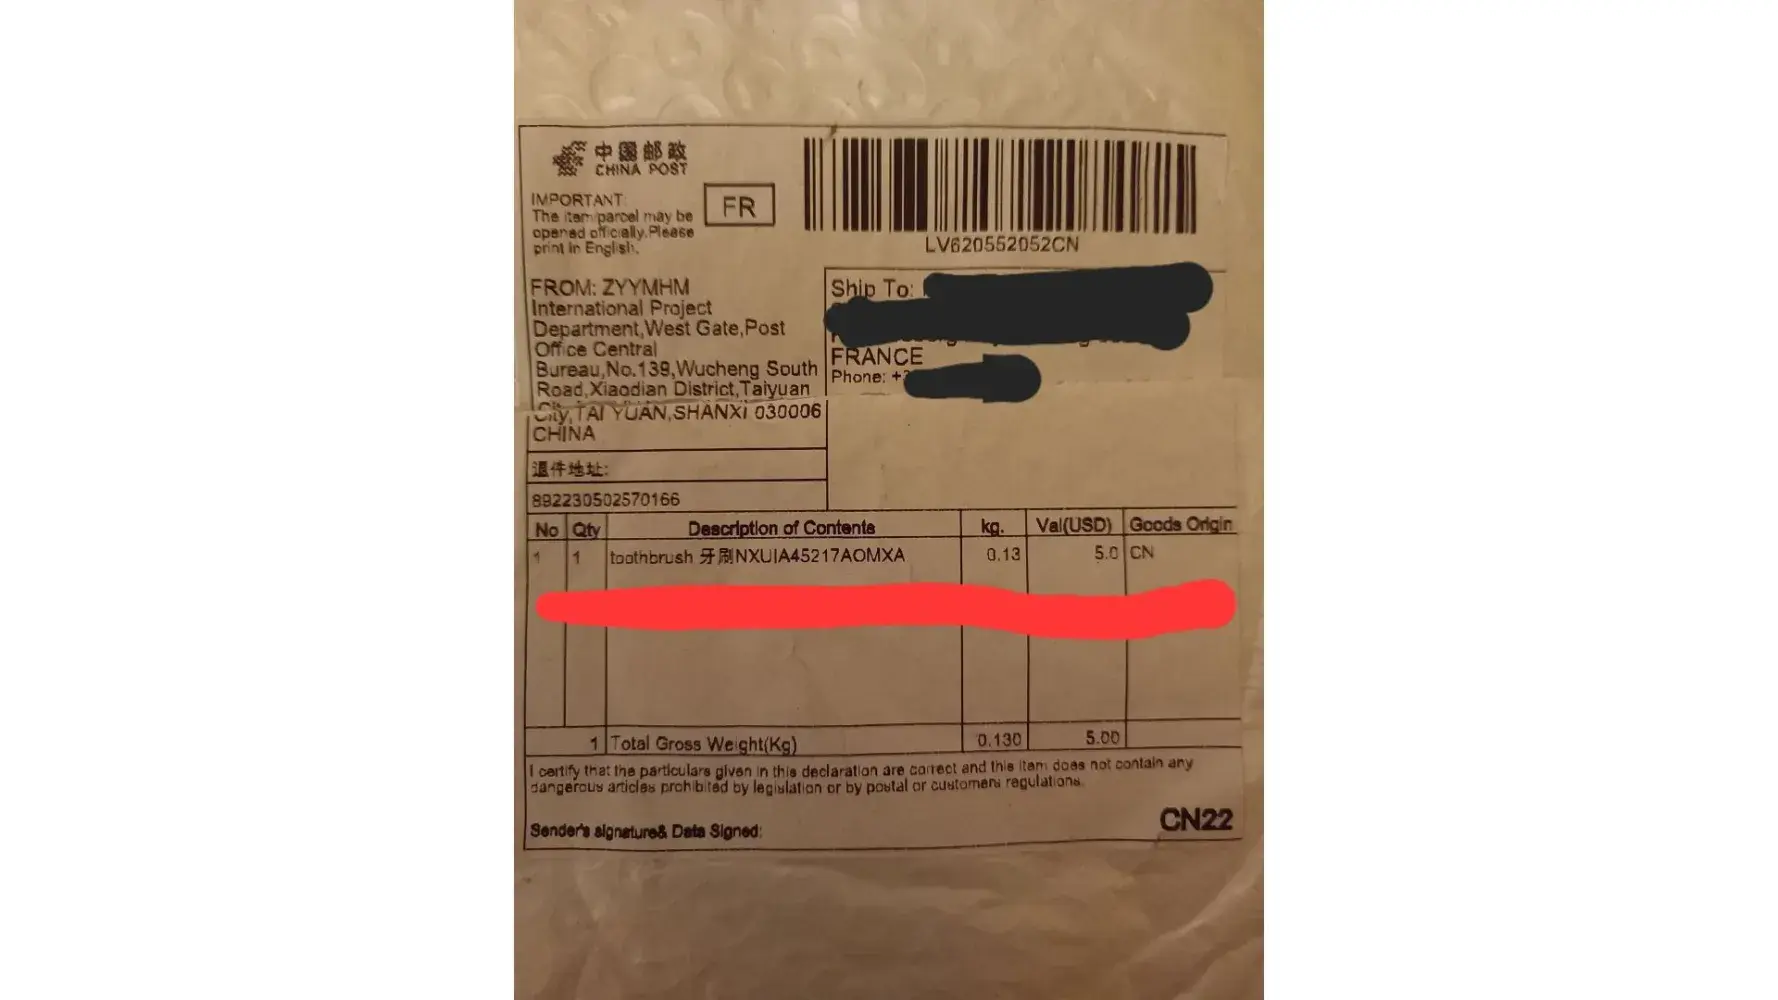 中国邮政
CHINA POST
IMPORTANT:
The item/parcel may be
opened officially.Please
print in English.
FR
LV620552052CN
FROM: ZYYMHM
International Project
Department,West Gate,Post
Office Central
Bureau,No.139,Wucheng South
Road,Xiaodian District,Taiyuan
City,TAI YUAN,SHANXI 030006
CHINA
Ship To:
FRANCE
Phone: +
退件地址:
892230502570166
No Qty Description of Contents kg. Val(USD) Goods Origin
1 1 toothbrush 牙刷NXUIA45217AOMXA 0.13 5.0 CN
1 Total Gross Weight(Kg) 0.130 5.00
I certify that the particulars given in this declaration are correct and this item does not contain any
dangerous articles prohibited by legislation or by postal or customers regulations.
Sender's signature& Data Signed:
CN22